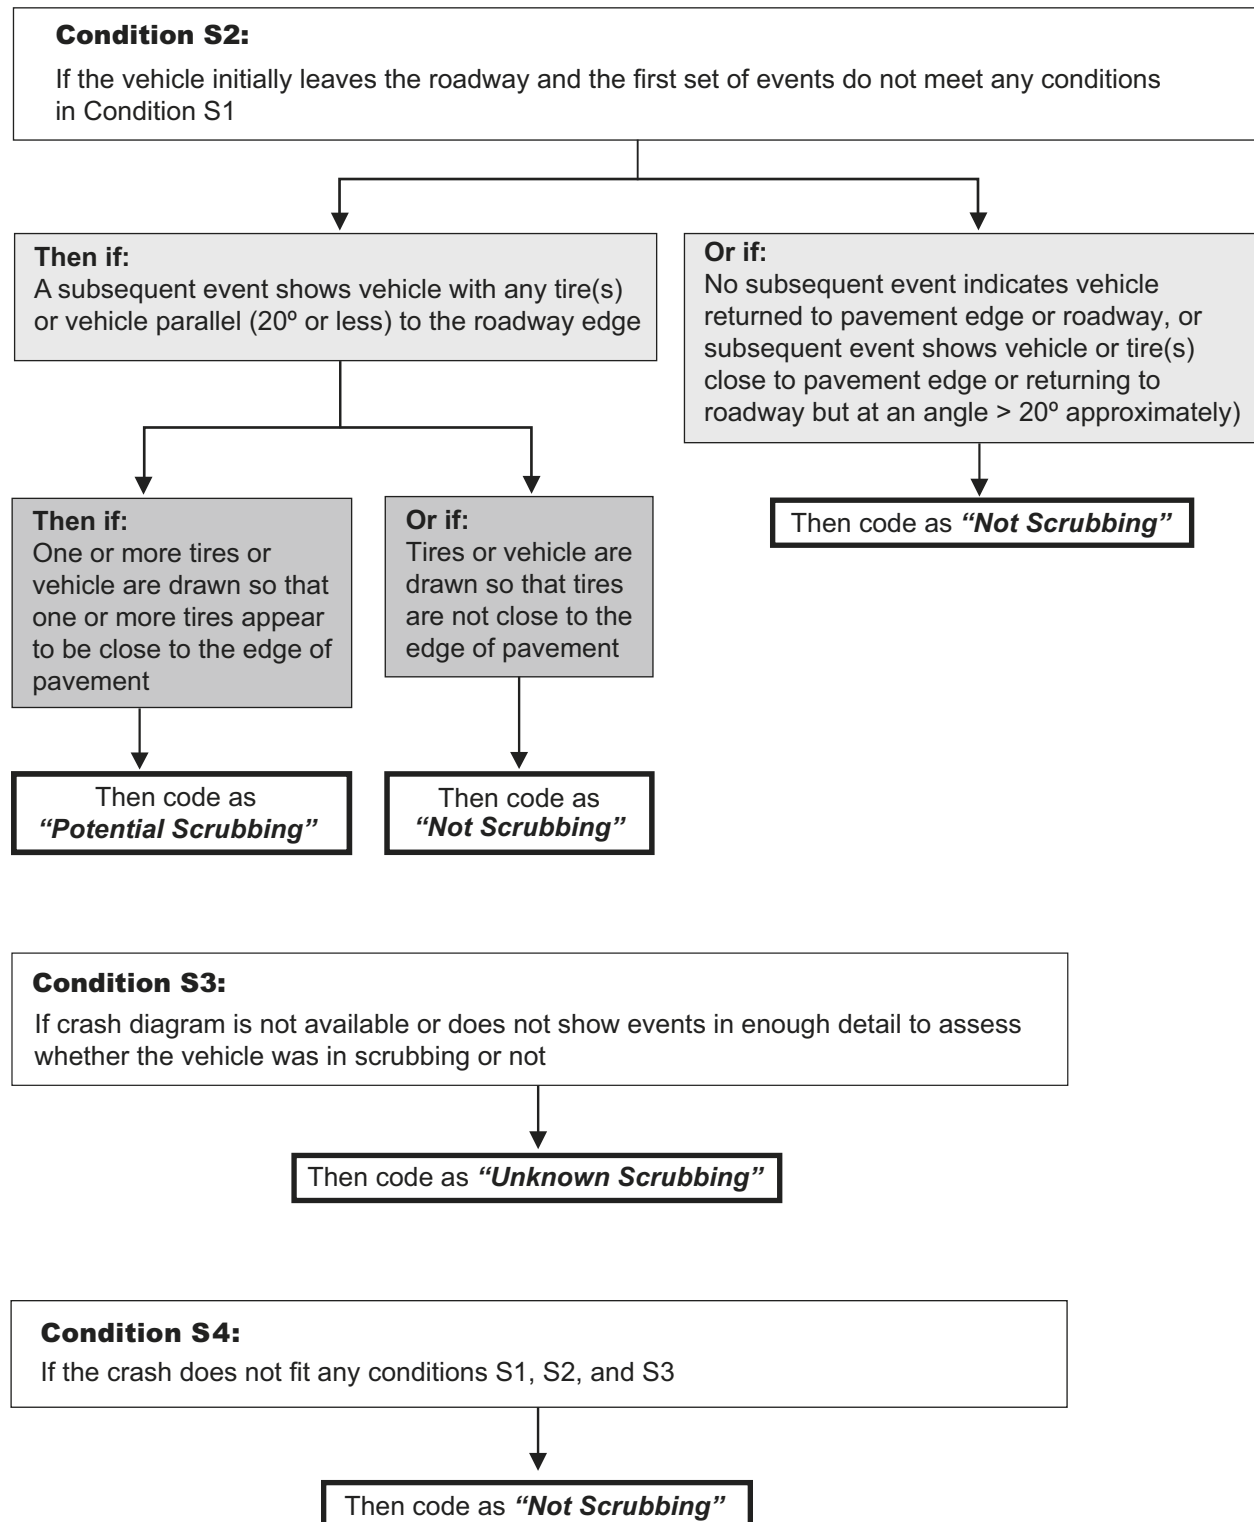 Condition S2:
If the vehicle initially leaves the roadway and the first set of events do not meet any conditions
in Condition S1
Then if:
A subsequent event shows vehicle with any tire(s)
or vehicle parallel (20º or less) to the roadway edge
Or if:
No subsequent event indicates vehicle
returned to pavement edge or roadway, or
subsequent event shows vehicle or tire(s)
close to pavement edge or returning to
roadway but at an angle > 20º approximately)
Then if:
One or more tires or
vehicle are drawn so that
one or more tires appear
to be close to the edge of
pavement
Or if:
Tires or vehicle are
drawn so that tires
are not close to the
edge of pavement
Then code as “Not Scrubbing”
Then code as
“Potential Scrubbing”
Then code as
“Not Scrubbing”
Condition S3:
If crash diagram is not available or does not show events in enough detail to assess
whether the vehicle was in scrubbing or not
Then code as “Unknown Scrubbing”
Condition S4:
If the crash does not fit any conditions S1, S2, and S3
Then code as “Not Scrubbing”